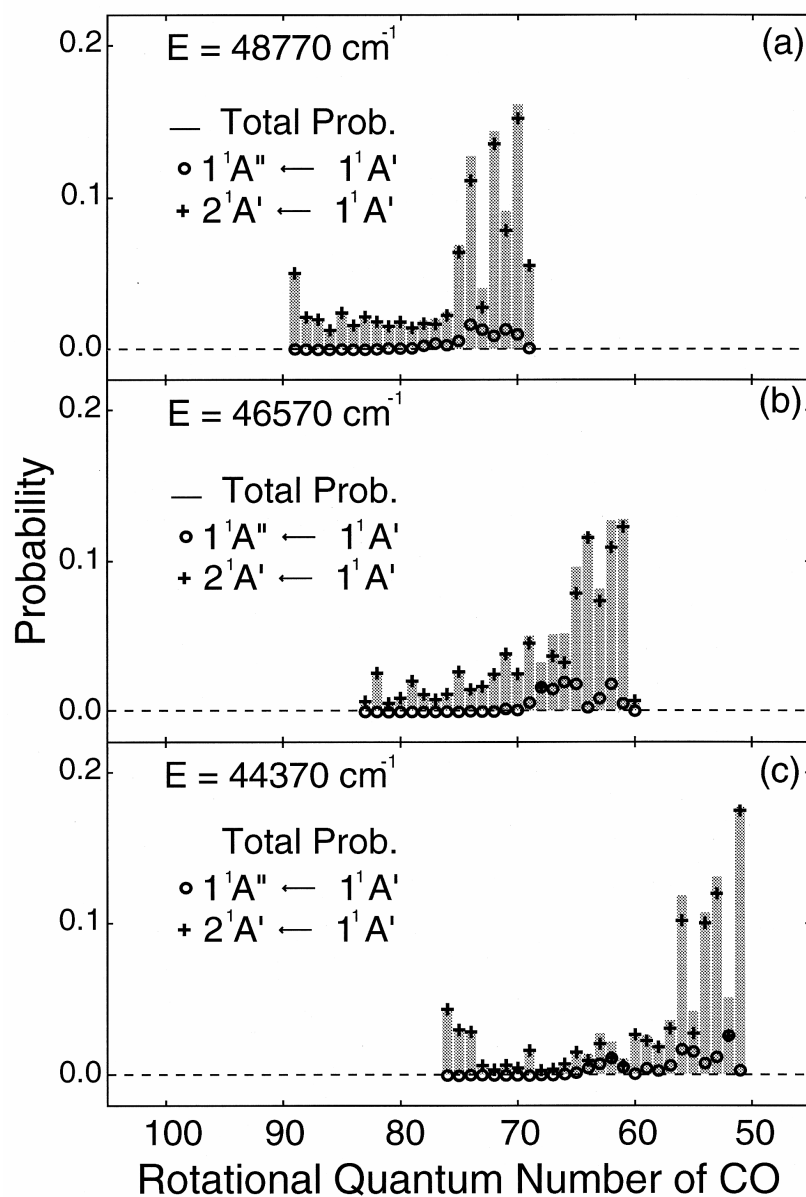 0.2
E = 48770 cm⁻¹ (a)
— Total Prob.
o 1¹A" ← 1¹A'
+ 2¹A' ← 1¹A'
0.1
0.0
0.2
E = 46570 cm⁻¹ (b)
— Total Prob.
o 1¹A" ← 1¹A'
+ 2¹A' ← 1¹A'
0.1
0.0
0.2
E = 44370 cm⁻¹ (c)
Total Prob.
o 1¹A" ← 1¹A'
+ 2¹A' ← 1¹A'
0.1
0.0
Probability
100 90 80 70 60 50
Rotational Quantum Number of CO